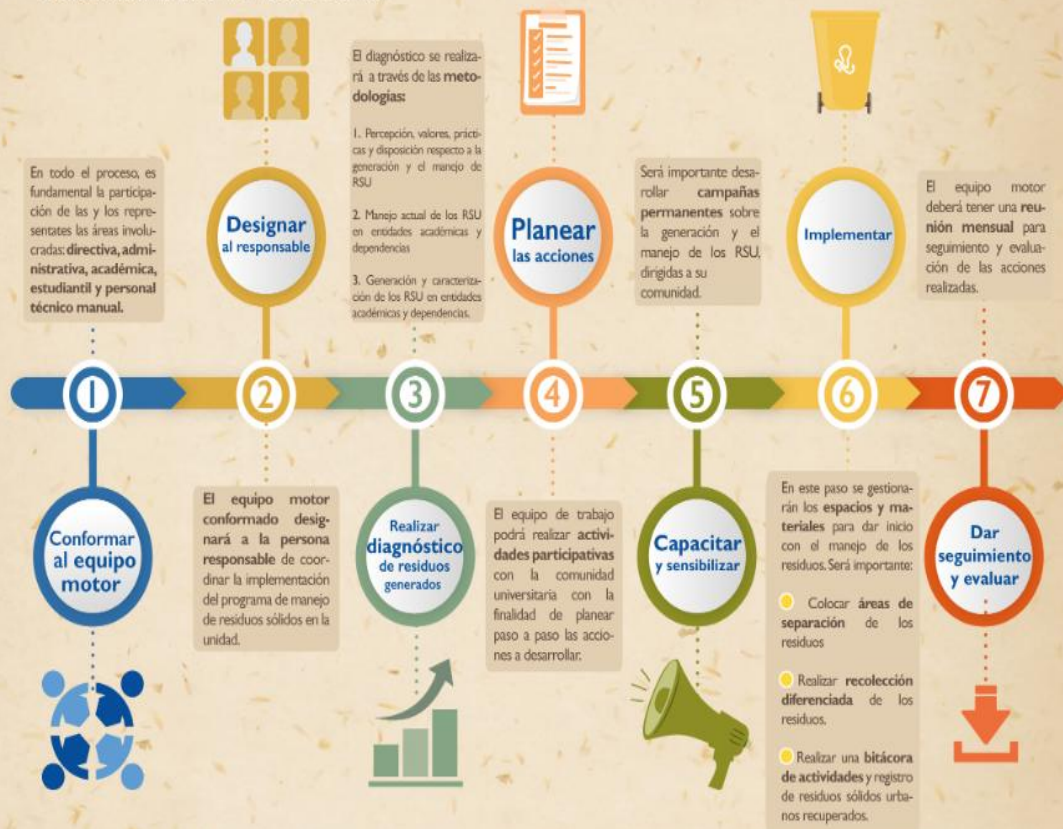 En todo el proceso, es
fundamental la participa-
ción de las y los repre-
sentates las áreas involu-
cradas: directiva, admi-
nistrativa, académica,
estudiantil y personal
técnico manual.
1
Conformar
al equipo
motor
Designar
al responsable
2
El equipo motor
conformado desig-
nará a la persona
responsable de coor-
dinar la implementación
del programa de manejo
de residuos sólidos en la
unidad.
El diagnóstico se realiza-
rá a través de las meto-
dologías:
1. Percepción, valores, prácti-
cas y disposición respecto a la
generación y el manejo de
RSU
2. Manejo actual de los RSU
en entidades académicas y
dependencias
3. Generación y caracteriza-
ción de los RSU en entidades
académicas y dependencias.
3
Realizar
diagnóstico
de residuos
generados
Planear
las acciones
4
El equipo de trabajo
podrá realizar activi-
dades participativas
con la comunidad
universitaria con la
finalidad de planear
paso a paso las accio-
nes a desarrollar.
Será importante desa-
rrollar campañas
permanentes sobre
la generación y el
manejo de los RSU,
dirigidas a su
comunidad.
5
Capacitar
y sensibilizar
Implementar
6
En este paso se gestiona-
rán los espacios y ma-
teriales para dar inicio
con el manejo de los
residuos. Será importante:
Colocar áreas de
separación de los
residuos
Realizar recolección
diferenciada de los
residuos.
Realizar una bitácora
de actividades y registro
de residuos sólidos urba-
nos recuperados.
El equipo motor
deberá tener una reu-
nión mensual para
seguimiento y evalua-
ción de las acciones
realizadas.
7
Dar
seguimiento
y evaluar